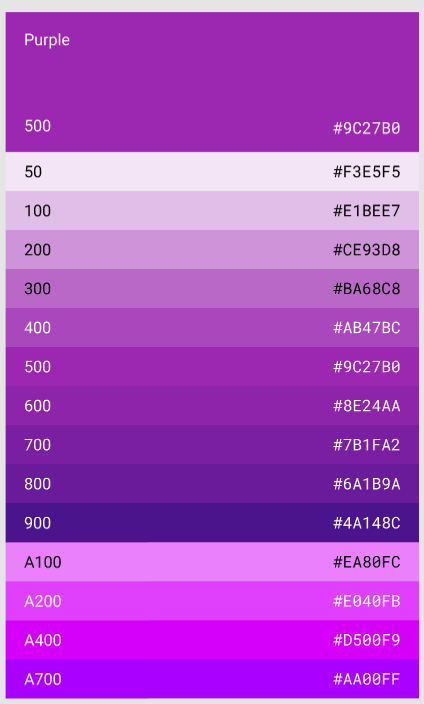 Purple
500 #9C27B0
50 #F3E5F5
100 #E1BEE7
200 #CE93D8
300 #BA68C8
400 #AB47BC
500 #9C27B0
600 #8E24AA
700 #7B1FA2
800 #6A1B9A
900 #4A148C
A100 #EA80FC
A200 #E040FB
A400 #D500F9
A700 #AA00FF